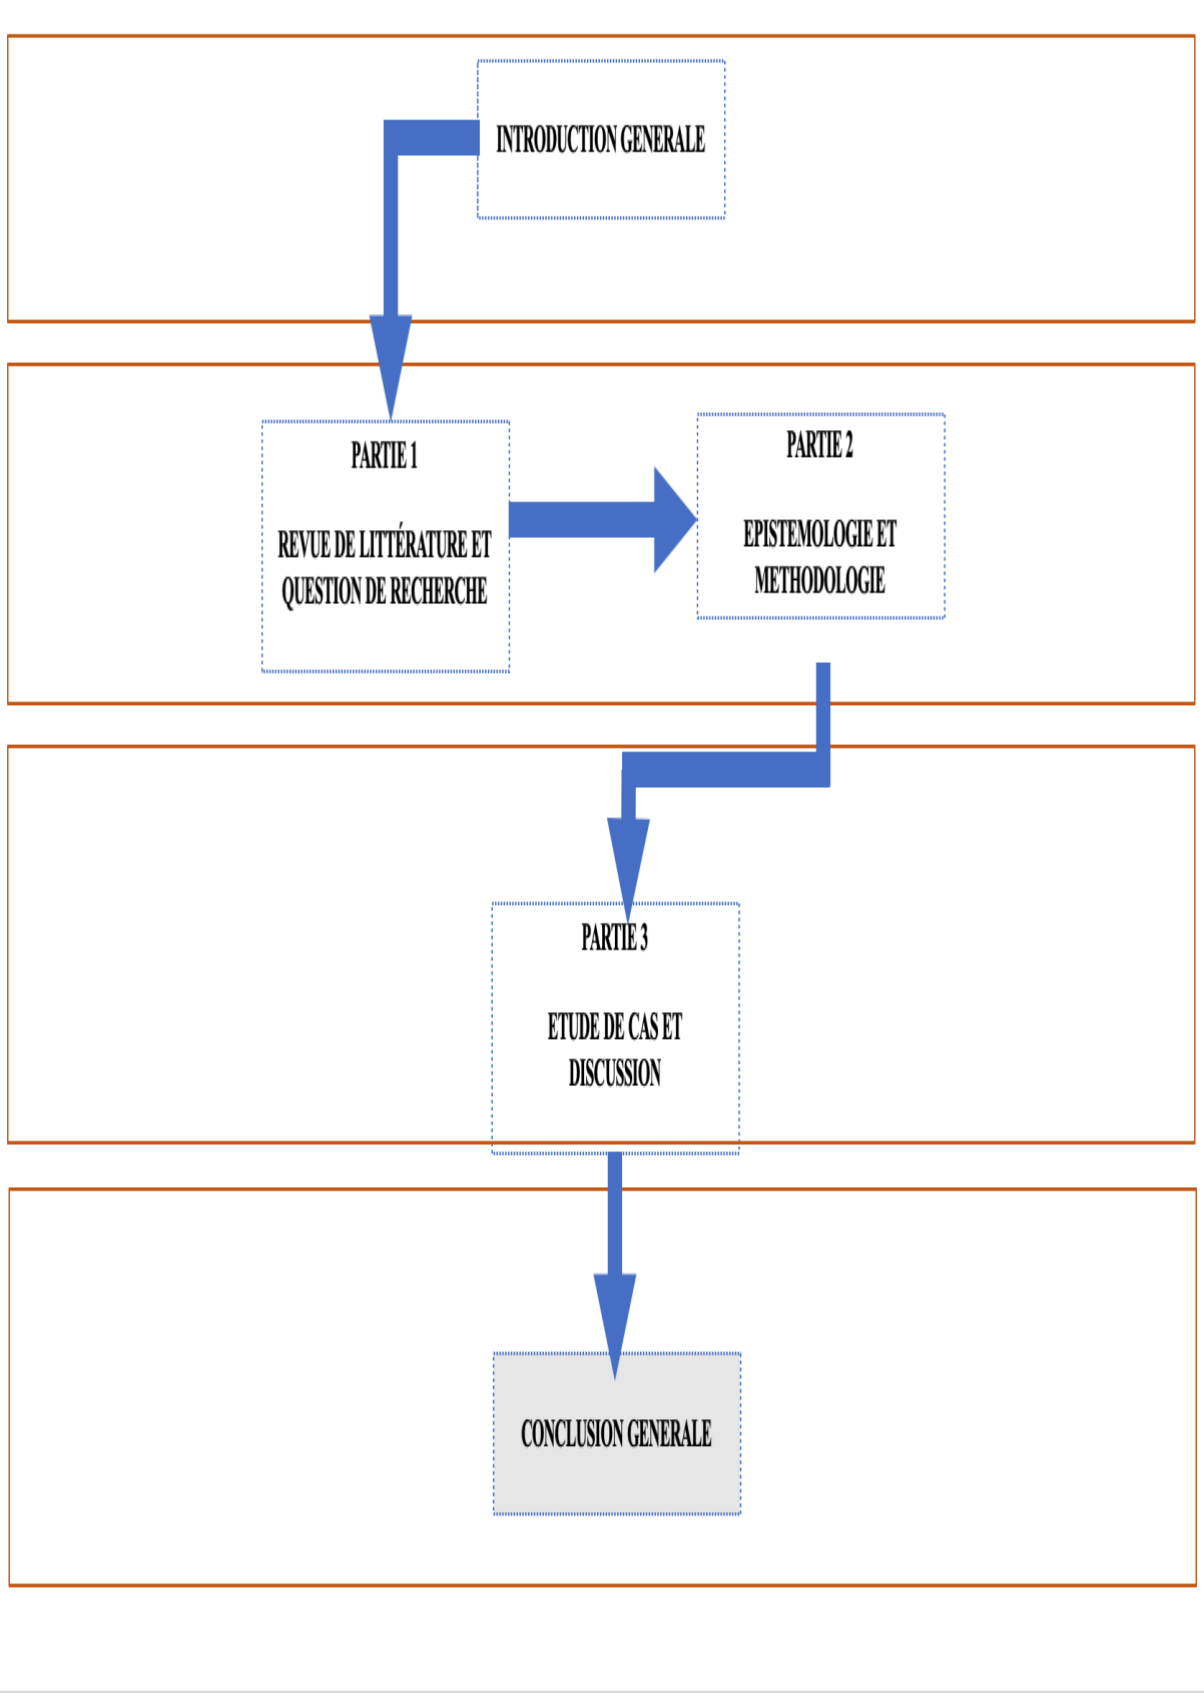 INTRODUCTION GENERALE
PARTIE 1
REVUE DE LITTÉRATURE ET
QUESTION DE RECHERCHE
PARTIE 2
EPISTEMOLOGIE ET
METHODOLOGIE
PARTIE 3
ETUDE DE CAS ET
DISCUSSION
CONCLUSION GENERALE